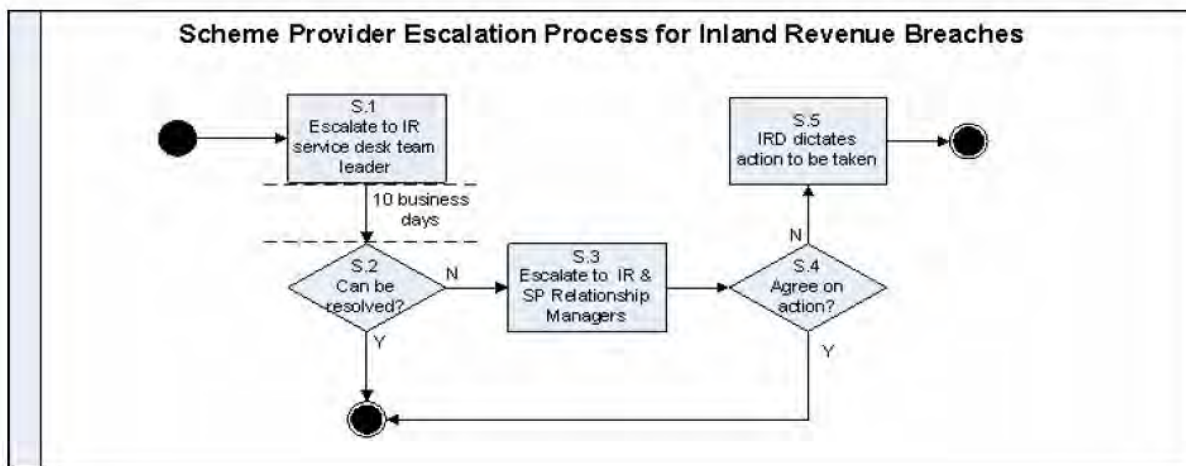 Scheme Provider Escalation Process for Inland Revenue Breaches
S.1
Escalate to IR
service desk team
leader
10 business
days
S.2
Can be
resolved?
N
Y
S.3
Escalate to IR &
SP Relationship
Managers
S.4
Agree on
action?
N
Y
S.5
IRD dictates
action to be taken